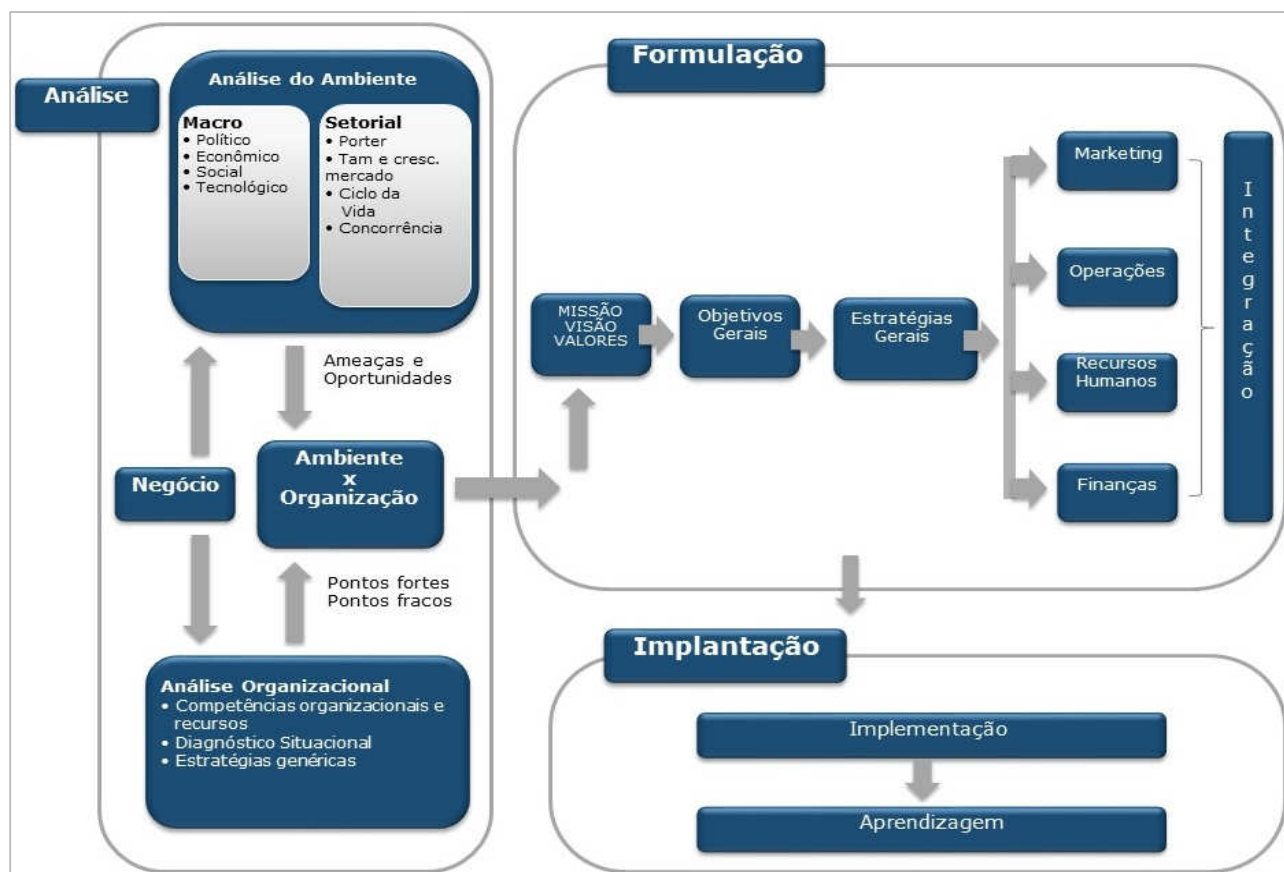 Análise
Análise do Ambiente
Macro
• Político
• Econômico
• Social
• Tecnológico
Setorial
• Porter
• Tam e cresc.
mercado
• Ciclo da
Vida
• Concorrência
Ameaças e
Oportunidades
Negócio
Ambiente
x
Organização
Pontos fortes
Pontos fracos
Análise Organizacional
• Competências organizacionais e
recursos
• Diagnóstico Situacional
• Estratégias genéricas
Formulação
MISSÃO
VISÃO
VALORES
Objetivos
Gerais
Estratégias
Gerais
Marketing
Operações
Recursos
Humanos
Finanças
Integração
Implantação
Implementação
Aprendizagem